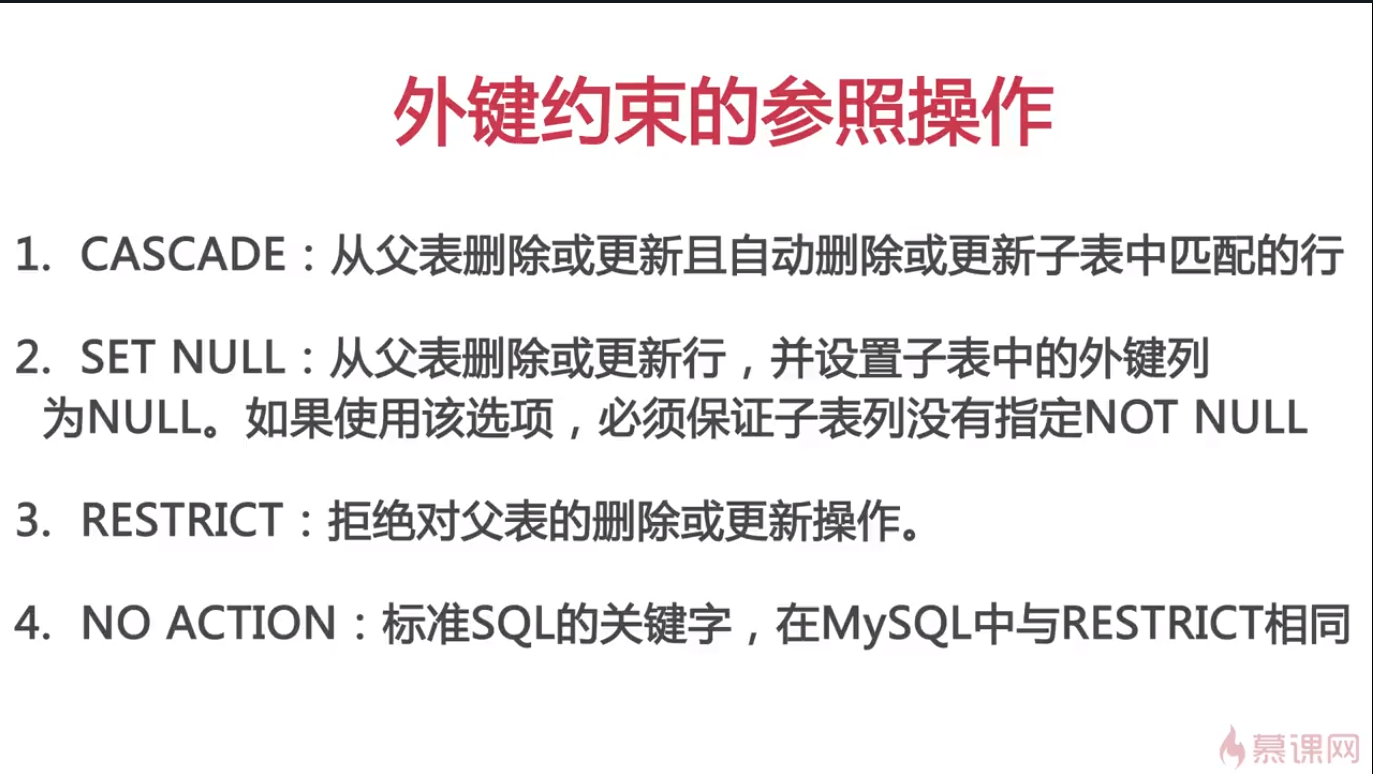 外键约束的参照操作
1. CASCADE：从父表删除或更新且自动删除或更新子表中匹配的行
2. SET NULL：从父表删除或更新行，并设置子表中的外键列
为NULL。如果使用该选项，必须保证子表列没有指定NOT NULL
3. RESTRICT：拒绝对父表的删除或更新操作。
4. NO ACTION：标准SQL的关键字，在MySQL中与RESTRICT相同
慕课网